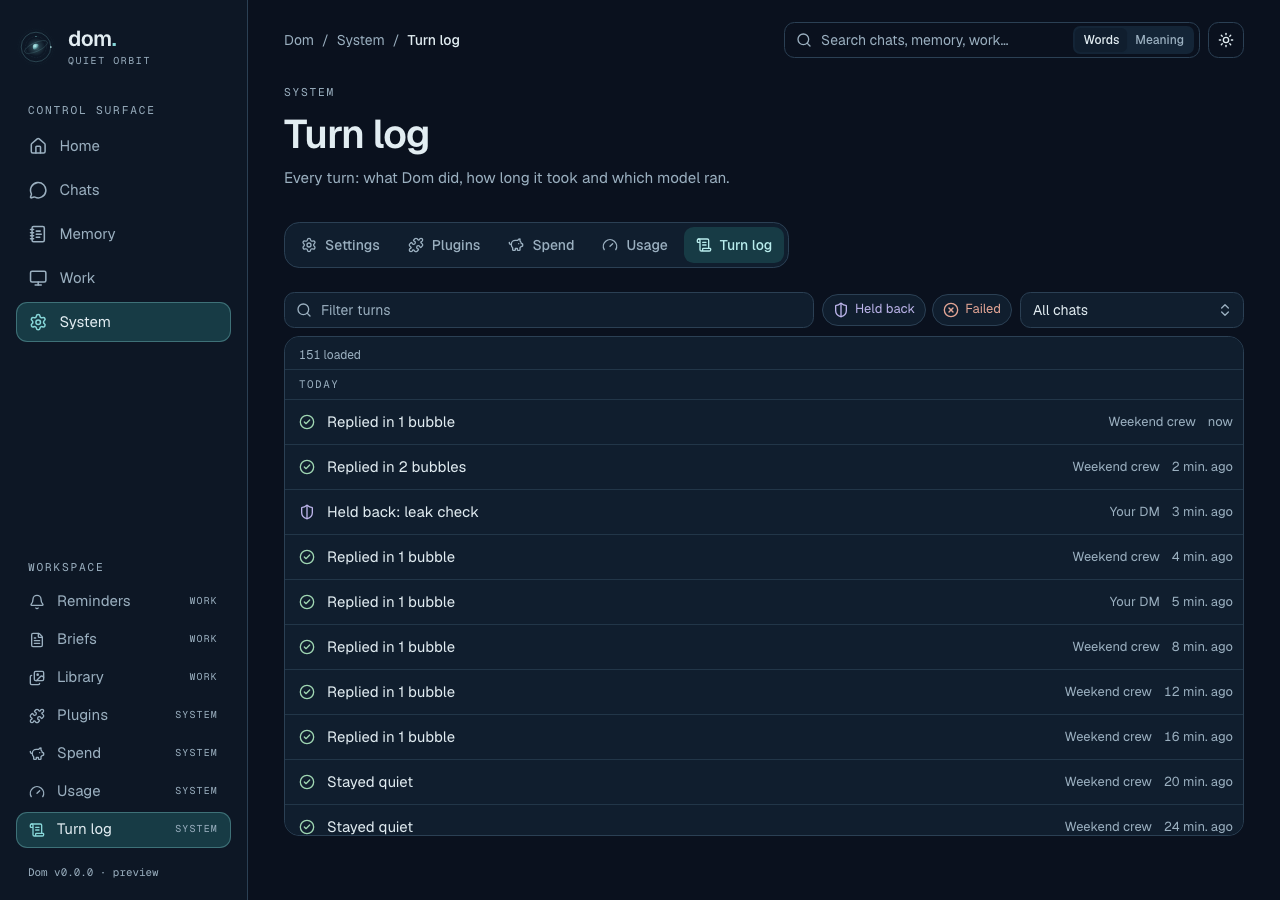 dom.
QUIET ORBIT
CONTROL SURFACE
Home
Chats
Memory
Work
System
WORKSPACE
Reminders WORK
Briefs WORK
Library WORK
Plugins SYSTEM
Spend SYSTEM
Usage SYSTEM
Turn log SYSTEM
Dom v0.0.0 · preview
Dom / System / Turn log
Search chats, memory, work… Words Meaning
SYSTEM
Turn log
Every turn: what Dom did, how long it took and which model ran.
Settings Plugins Spend Usage Turn log
Filter turns Held back Failed All chats
151 loaded
TODAY
Replied in 1 bubble Weekend crew now
Replied in 2 bubbles Weekend crew 2 min. ago
Held back: leak check Your DM 3 min. ago
Replied in 1 bubble Weekend crew 4 min. ago
Replied in 1 bubble Your DM 5 min. ago
Replied in 1 bubble Weekend crew 8 min. ago
Replied in 1 bubble Weekend crew 12 min. ago
Replied in 1 bubble Weekend crew 16 min. ago
Stayed quiet Weekend crew 20 min. ago
Stayed quiet Weekend crew 24 min. ago